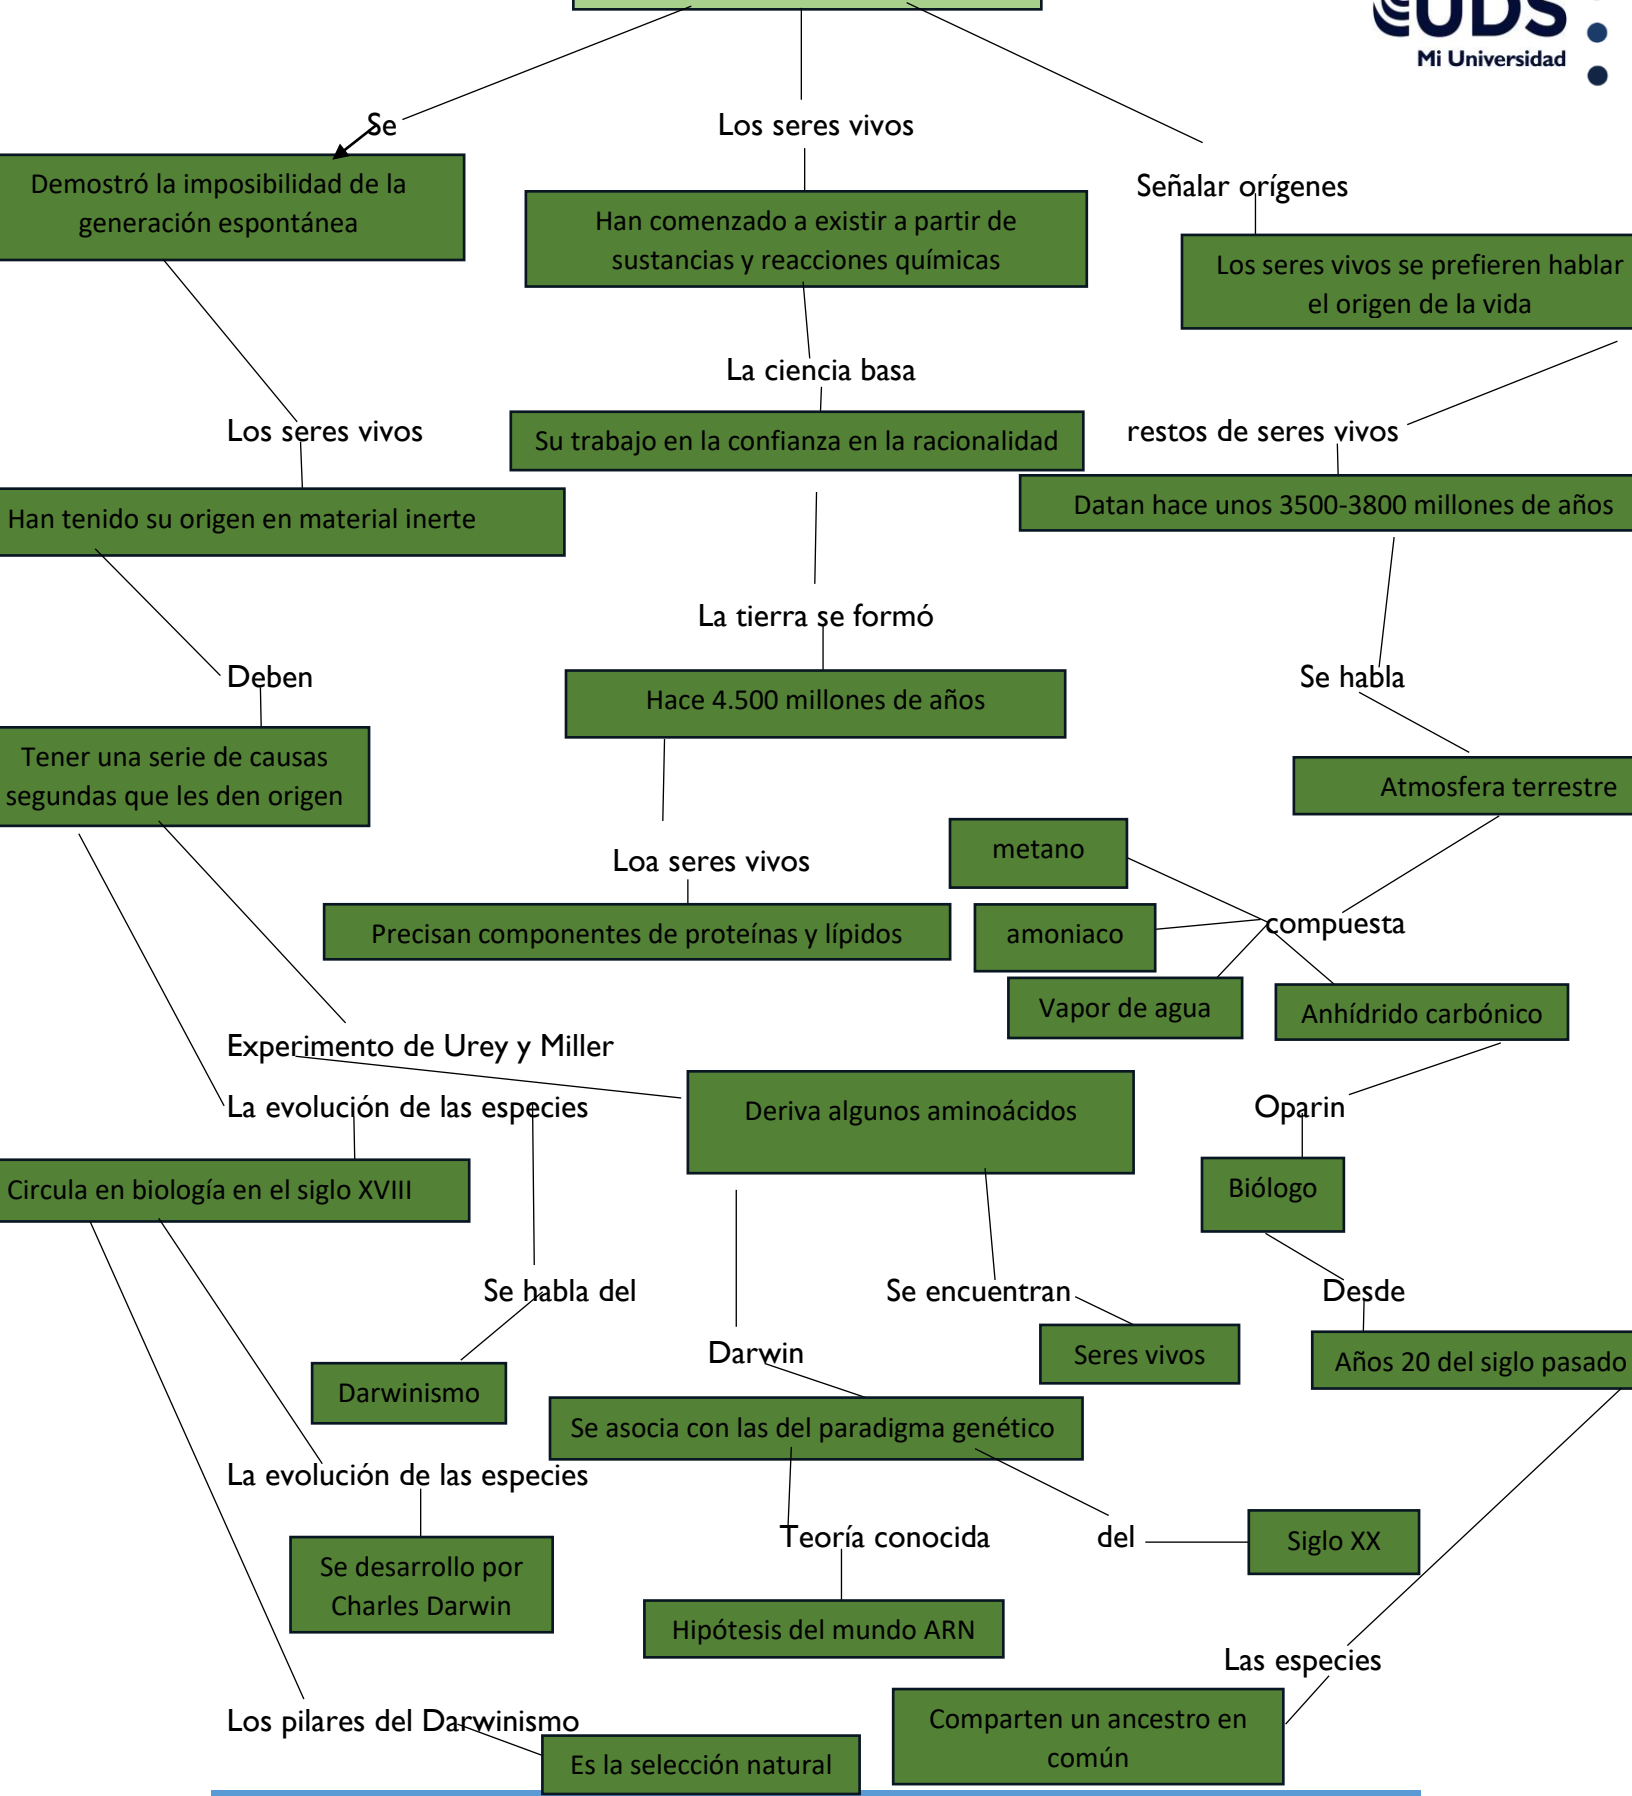 UDS
Mi Universidad
Se
Los seres vivos
Señalar orígenes
Demostró la imposibilidad de la
generación espontánea
Han comenzado a existir a partir de
sustancias y reacciones químicas
Los seres vivos se prefieren hablar
el origen de la vida
La ciencia basa
Los seres vivos
Su trabajo en la confianza en la racionalidad
restos de seres vivos
Han tenido su origen en material inerte
Datan hace unos 3500-3800 millones de años
La tierra se formó
Deben
Hace 4.500 millones de años
Se habla
Tener una serie de causas
segundas que les den origen
Atmosfera terrestre
metano
Loa seres vivos
Precisan componentes de proteínas y lípidos
amoniaco
compuesta
Vapor de agua
Anhídrido carbónico
Experimento de Urey y Miller
La evolución de las especies
Deriva algunos aminoácidos
Oparin
Circula en biología en el siglo XVIII
Biólogo
Se habla del
Se encuentran
Desde
Darwin
Seres vivos
Años 20 del siglo pasado
Darwinismo
Se asocia con las del paradigma genético
La evolución de las especies
Teoría conocida
del
Siglo XX
Se desarrollo por
Charles Darwin
Hipótesis del mundo ARN
Las especies
Los pilares del Darwinismo
Comparten un ancestro en
común
Es la selección natural